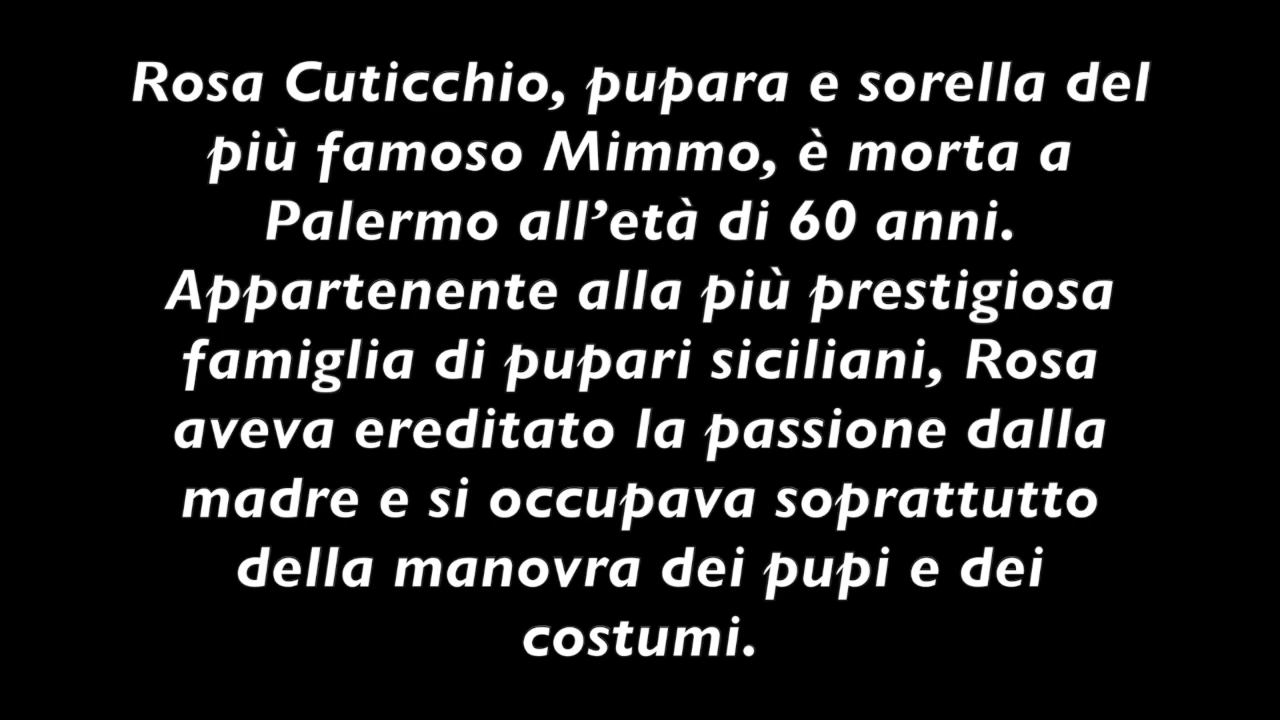 Rosa Cuticchio, pupara e sorella del
più famoso Mimmo, è morta a
Palermo all’età di 60 anni.
Appartenente alla più prestigiosa
famiglia di pupari siciliani, Rosa
aveva ereditato la passione dalla
madre e si occupava soprattutto
della manovra dei pupi e dei
costumi.